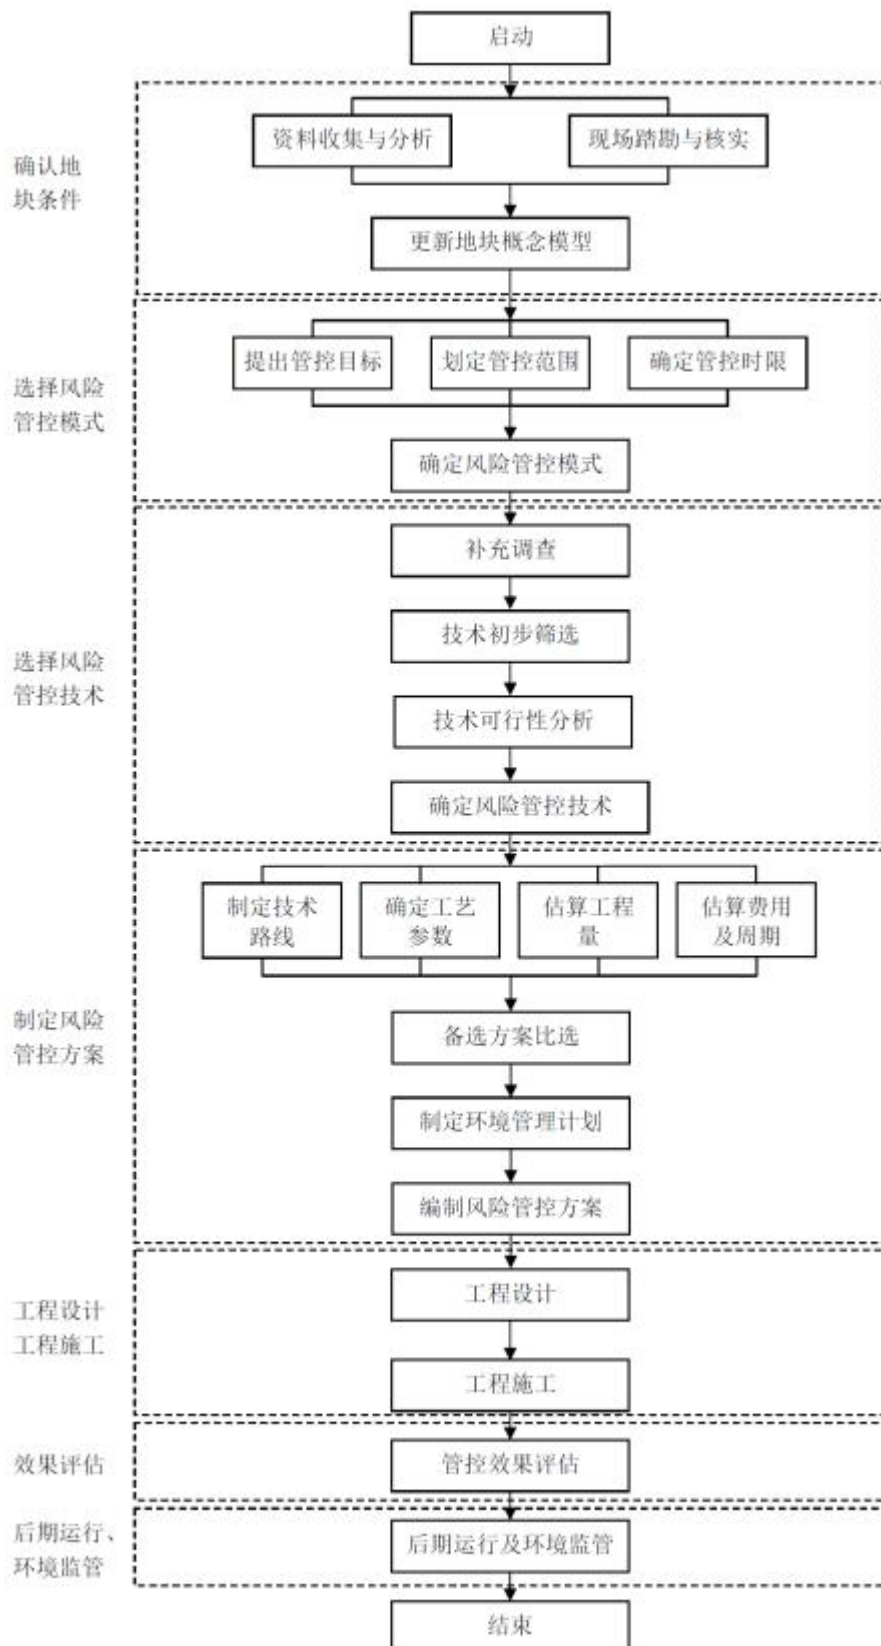 启动
确认地
块条件
资料收集与分析
现场踏勘与核实
更新地块概念模型
选择风险
管控模式
提出管控目标
划定管控范围
确定管控时限
确定风险管控模式
选择风险
管控技术
补充调查
技术初步筛选
技术可行性分析
确定风险管控技术
制定风险
管控方案
制定技术
路线
确定工艺
参数
估算工程
量
估算费用
及周期
备选方案比选
制定环境管理计划
编制风险管控方案
工程设计
工程施工
工程设计
工程施工
效果评估
管控效果评估
后期运行、
环境监管
后期运行及环境监管
结束